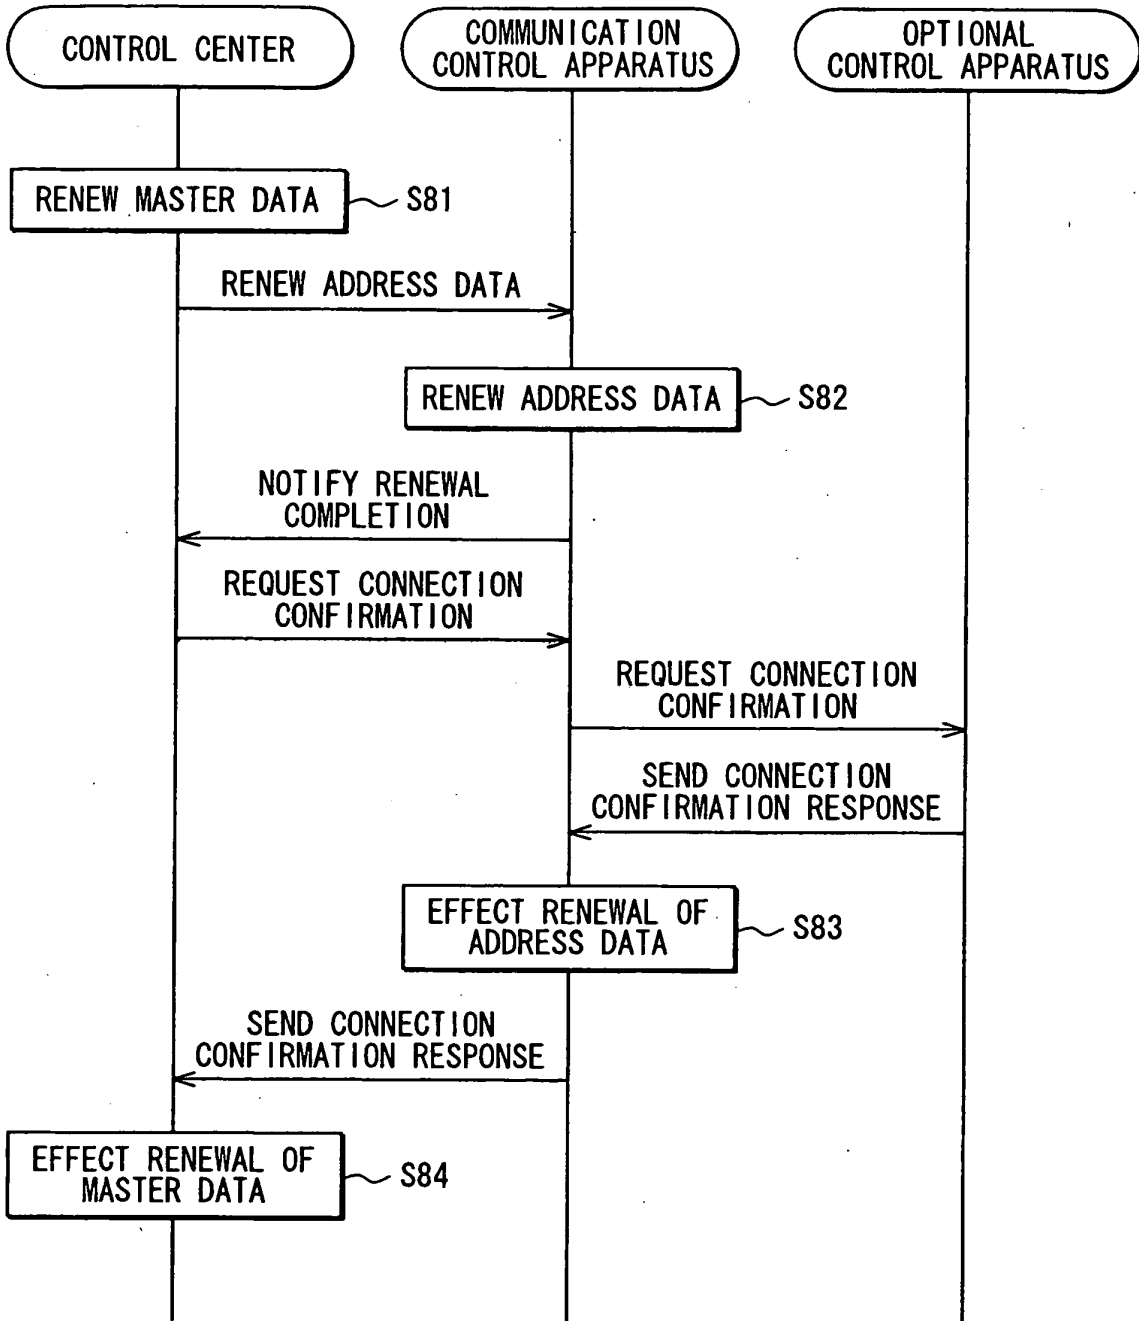 CONTROL CENTER
COMMUNICATION
CONTROL APPARATUS
OPTIONAL
CONTROL APPARATUS
RENEW MASTER DATA
S81
RENEW ADDRESS DATA
RENEW ADDRESS DATA
S82
NOTIFY RENEWAL
COMPLETION
REQUEST CONNECTION
CONFIRMATION
REQUEST CONNECTION
CONFIRMATION
SEND CONNECTION
CONFIRMATION RESPONSE
EFFECT RENEWAL OF
ADDRESS DATA
S83
SEND CONNECTION
CONFIRMATION RESPONSE
EFFECT RENEWAL OF
MASTER DATA
S84